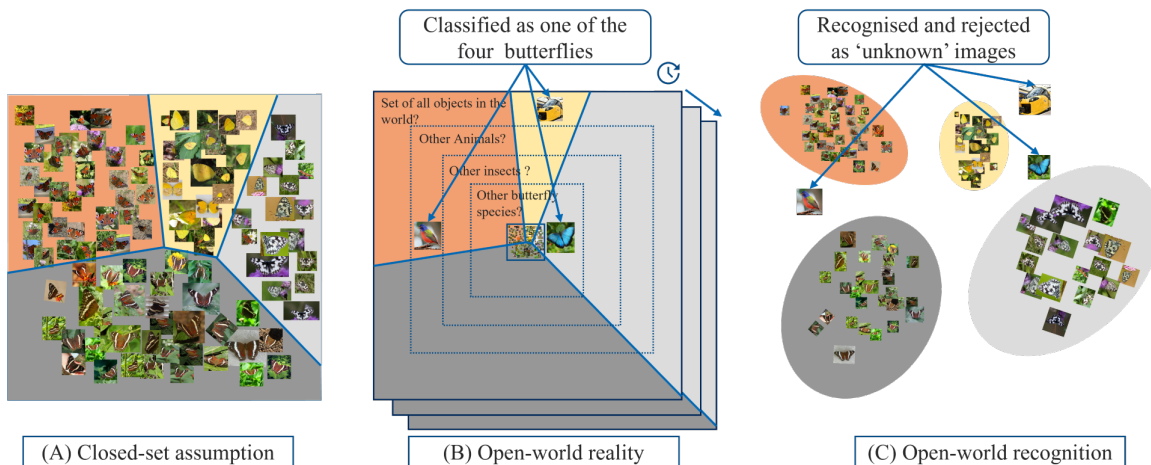 Classified as one of the
four butterflies
Recognised and rejected
as ‘unknown’ images
Set of all objects in the
world?
Other Animals?
Other insects ?
Other butterfly
species?
(A) Closed-set assumption
(B) Open-world reality
(C) Open-world recognition